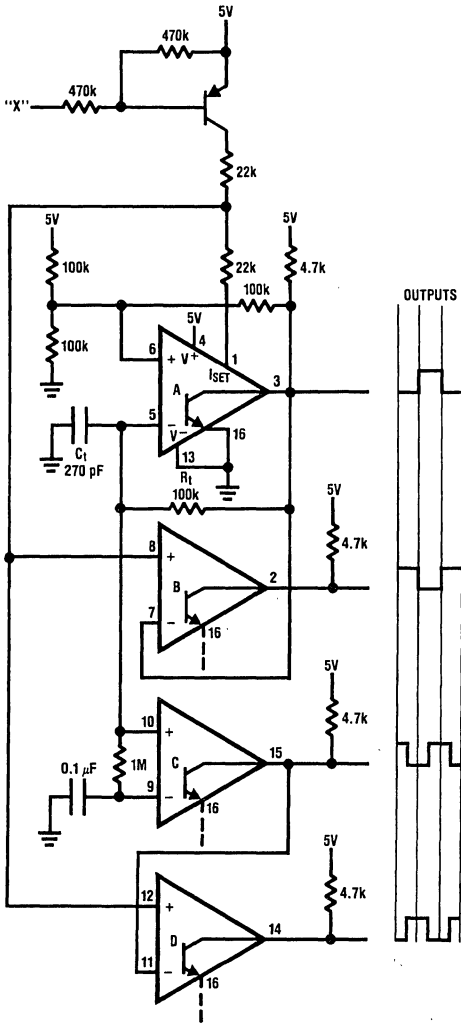 5V
470k
"X"
470k
22k
5V
5V
22k
4.7k
100k
100k
OUTPUTS
5V
4
6
+
V+
1
ISET
100k
3
A
5
−
V−
16
Ct
270 pF
13
Rt
100k
5V
8
+
4.7k
B
2
7
−
16
5V
4.7k
10
+
15
0.1 μF
1M
C
9
−
16
5V
4.7k
12
+
D
14
11
−
16